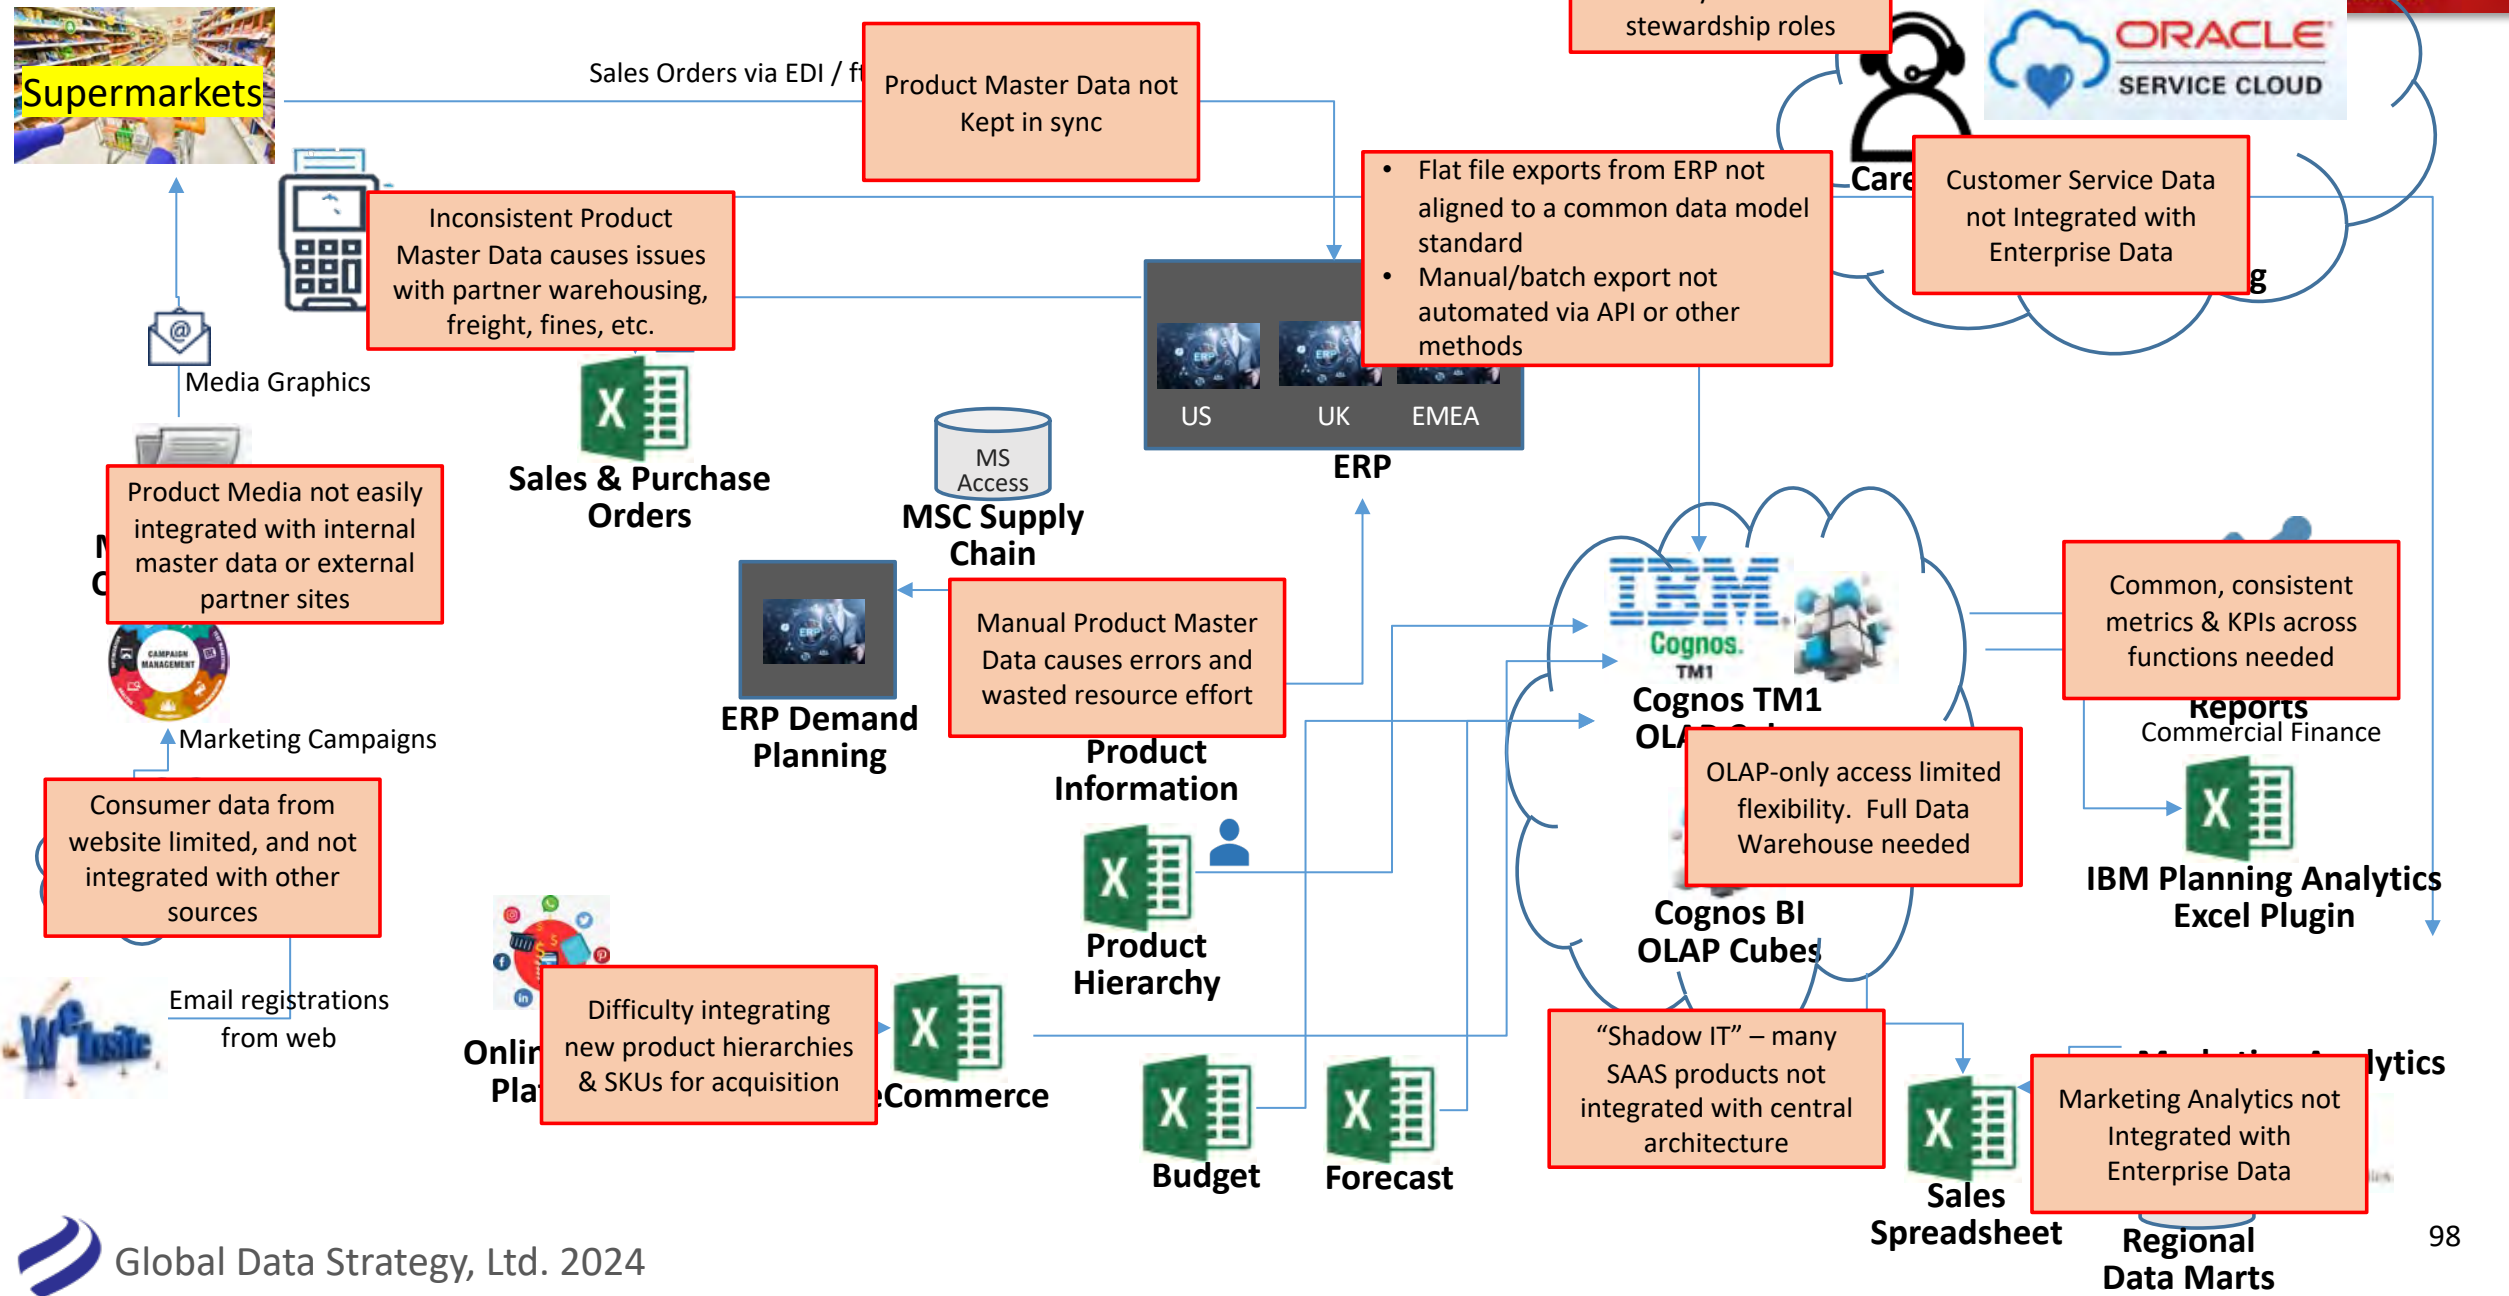 stewardship roles
ORACLE
SERVICE CLOUD
Supermarkets
Sales Orders via EDI /
Product Master Data not
Kept in sync
• Flat file exports from ERP not
aligned to a common data model
standard
• Manual/batch export not
automated via API or other
methods
Customer Service Data
not Integrated with
Enterprise Data
Inconsistent Product
Master Data causes issues
with partner warehousing,
freight, fines, etc.
@
Media Graphics
ERP
ERP
US
UK
EMEA
ERP
X
Sales & Purchase
Orders
MS
Access
MSC Supply
Chain
Product Media not easily
integrated with internal
master data or external
partner sites
CAMPAIGN
MANAGEMENT
Marketing Campaigns
ERP
ERP Demand
Planning
Manual Product Master
Data causes errors and
wasted resource effort
Product
Information
IBM
Cognos.
TM1
Cognos TM1
Common, consistent
metrics & KPIs across
functions needed
Reports
Commercial Finance
OLAP-only access limited
flexibility. Full Data
Warehouse needed
X
IBM Planning Analytics
Excel Plugin
Consumer data from
website limited, and not
integrated with other
sources
X
Product
Hierarchy
Cognos BI
OLAP Cubes
Website
Email registrations
from web
Difficulty integrating
new product hierarchies
& SKUs for acquisition
X
eCommerce
X
Budget
X
Forecast
“Shadow IT” – many
SAAS products not
integrated with central
architecture
X
Sales
Spreadsheet
Marketing Analytics not
Integrated with
Enterprise Data
Regional
Data Marts
Global Data Strategy, Ltd. 2024
98